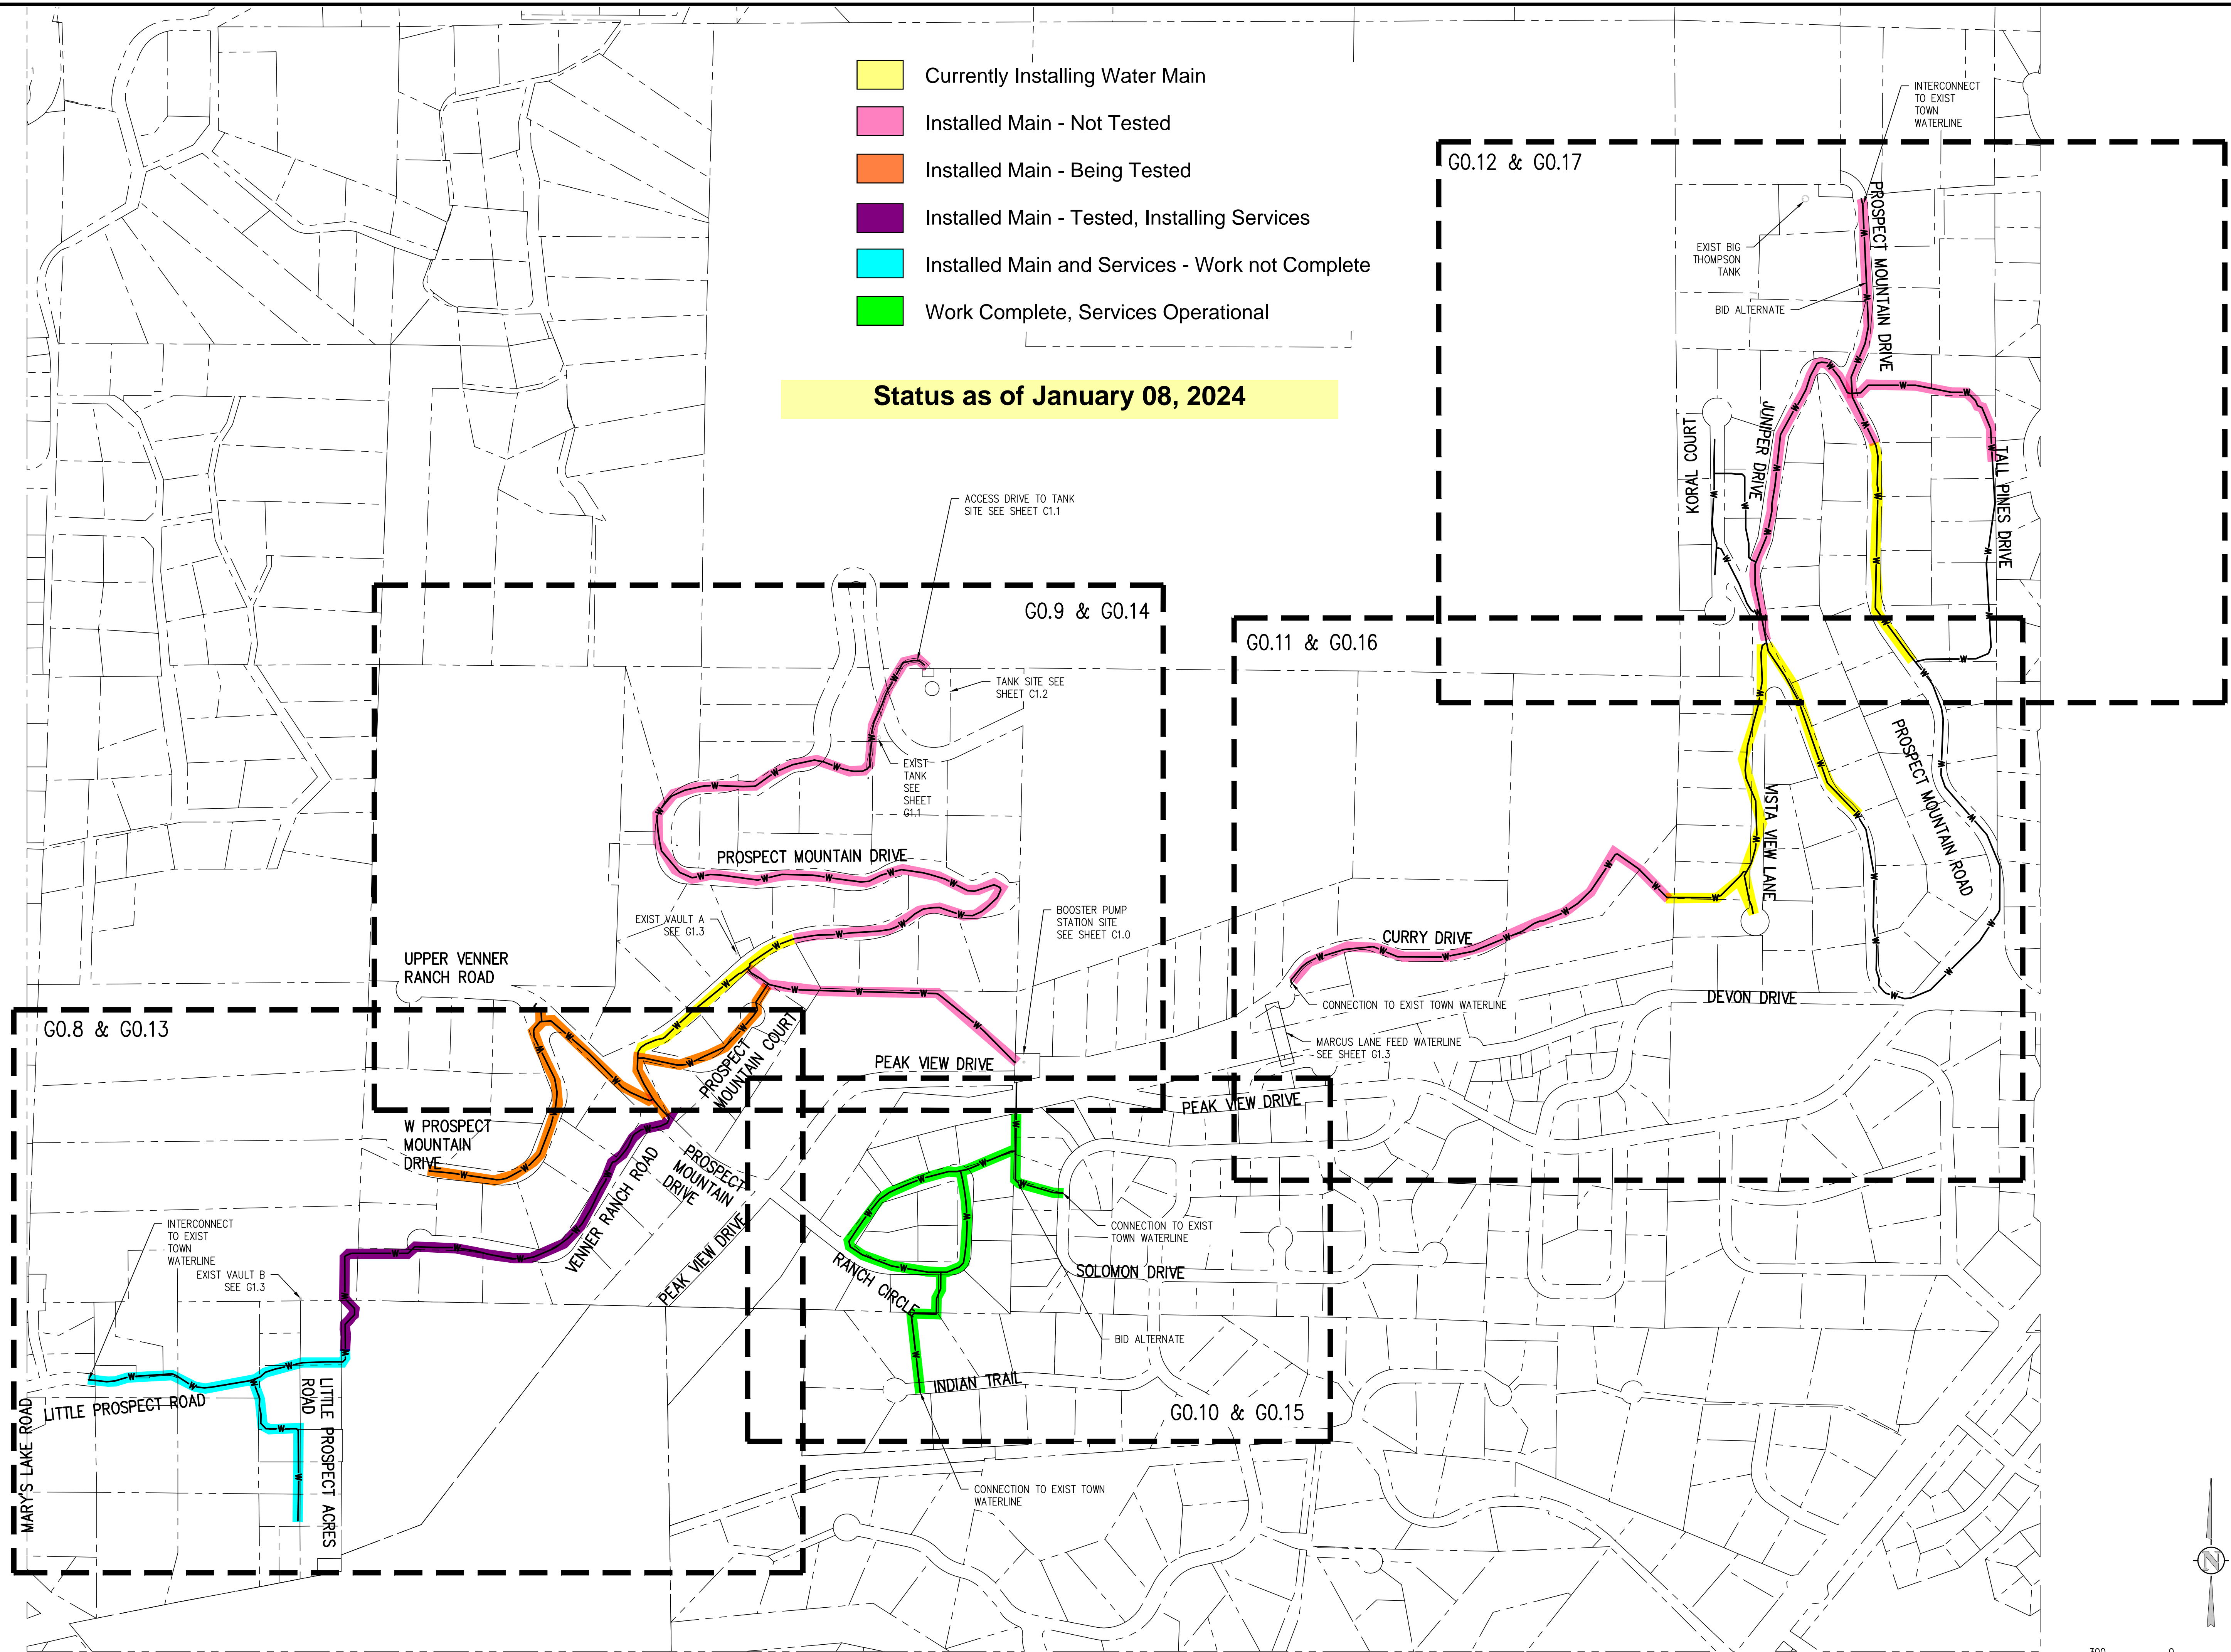 Currently Installing Water Main
Installed Main - Not Tested
Installed Main - Being Tested
Installed Main - Tested, Installing Services
Installed Main and Services - Work not Complete
Work Complete, Services Operational
Status as of January 08, 2024
INTERCONNECT
TO EXIST
TOWN
WATERLINE
G0.12 & G0.17
PROSPECT MOUNTAIN DRIVE
EXIST BIG
THOMPSON
TANK
BID ALTERNATE
KORAL COURT
JUNIPER DRIVE
TALL PINES DRIVE
ACCESS DRIVE TO TANK
SITE SEE SHEET C1.1
G0.9 & G0.14
G0.11 & G0.16
TANK SITE SEE
SHEET C1.2
EXIST
TANK
SEE
SHEET
G1.1
PROSPECT MOUNTAIN ROAD
VISTA VIEW LANE
PROSPECT MOUNTAIN DRIVE
EXIST VAULT A
SEE G1.3
BOOSTER PUMP
STATION SITE
SEE SHEET C1.0
CURRY DRIVE
UPPER VENNER
RANCH ROAD
CONNECTION TO EXIST TOWN WATERLINE
DEVON DRIVE
G0.8 & G0.13
MARCUS LANE FEED WATERLINE
SEE SHEET G1.3
PROSPECT
MOUNTAIN COURT
PEAK VIEW DRIVE
PEAK VIEW DRIVE
W PROSPECT
MOUNTAIN
DRIVE
PROSPECT
MOUNTAIN
DRIVE
VENNER RANCH ROAD
PEAK VIEW DRIVE
INTERCONNECT
TO EXIST
TOWN
WATERLINE
EXIST VAULT B
SEE G1.3
CONNECTION TO EXIST
TOWN WATERLINE
RANCH CIRCLE
SOLOMON DRIVE
BID ALTERNATE
INDIAN TRAIL
G0.10 & G0.15
LITTLE PROSPECT ROAD
LITTLE PROSPECT ACRES
ROAD
MARY'S LAKE ROAD
CONNECTION TO EXIST TOWN
WATERLINE
N
300 0